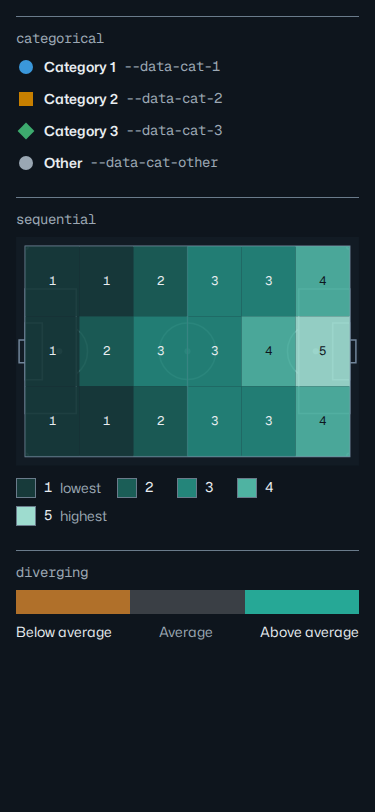 categorical
Category 1 --data-cat-1
Category 2 --data-cat-2
Category 3 --data-cat-3
Other --data-cat-other
sequential
1 1 2 3 3 4
1 2 3 3 4 5
1 1 2 3 3 4
1 lowest 2 3 4
5 highest
diverging
Below average Average Above average